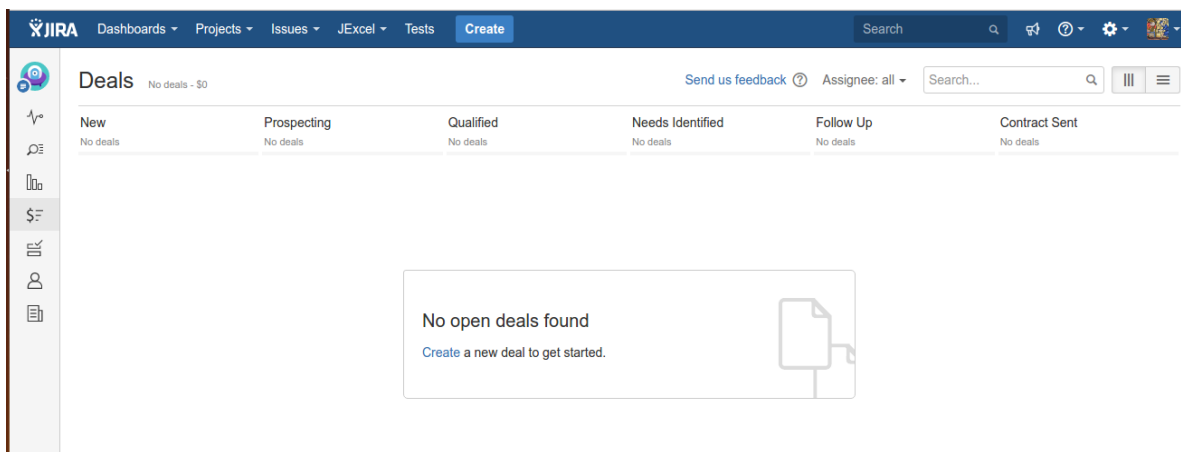 JIRA Dashboards Projects Issues JExcel Tests Create Search
Deals No deals - $0 Send us feedback Assignee: all Search...
New Prospecting Qualified Needs Identified Follow Up Contract Sent
No deals No deals No deals No deals No deals No deals
No open deals found
Create a new deal to get started.